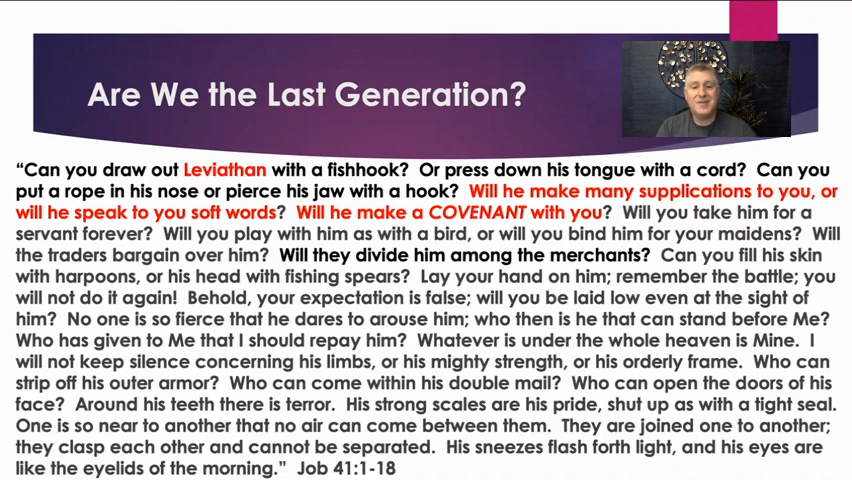 Are We the Last Generation?
“Can you draw out Leviathan with a fishhook? Or press down his tongue with a cord? Can you
put a rope in his nose or pierce his jaw with a hook? Will he make many supplications to you, or
will he speak to you soft words? Will he make a COVENANT with you? Will you take him for a
servant forever? Will you play with him as with a bird, or will you bind him for your maidens? Will
the traders bargain over him? Will they divide him among the merchants? Can you fill his skin
with harpoons, or his head with fishing spears? Lay your hand on him; remember the battle; you
will not do it again! Behold, your expectation is false; will you be laid low even at the sight of
him? No one is so fierce that he dares to arouse him; who then is he that can stand before Me?
Who has given to Me that I should repay him? Whatever is under the whole heaven is Mine. I
will not keep silence concerning his limbs, or his mighty strength, or his orderly frame. Who can
strip off his outer armor? Who can come within his double mail? Who can open the doors of his
face? Around his teeth there is terror. His strong scales are his pride, shut up as with a tight seal.
One is so near to another that no air can come between them. They are joined one to another;
they clasp each other and cannot be separated. His sneezes flash forth light, and his eyes are
like the eyelids of the morning.” Job 41:1-18